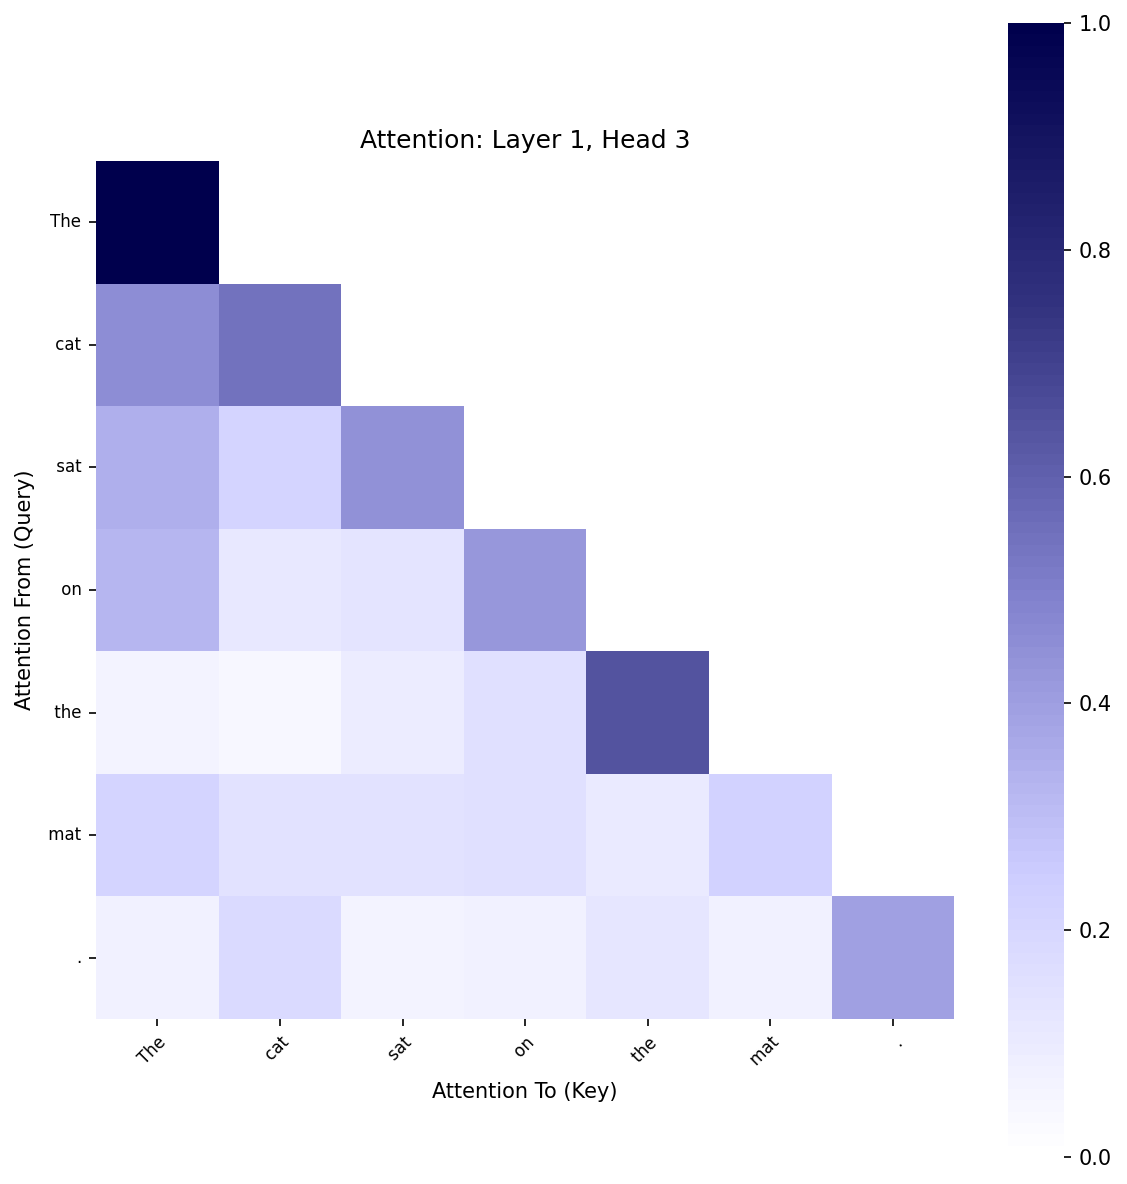 Attention: Layer 1, Head 3
1.0
0.8
0.6
0.4
0.2
0.0
Attention From (Query)
The
cat
sat
on
the
mat
.
The
cat
sat
on
the
mat
.
Attention To (Key)